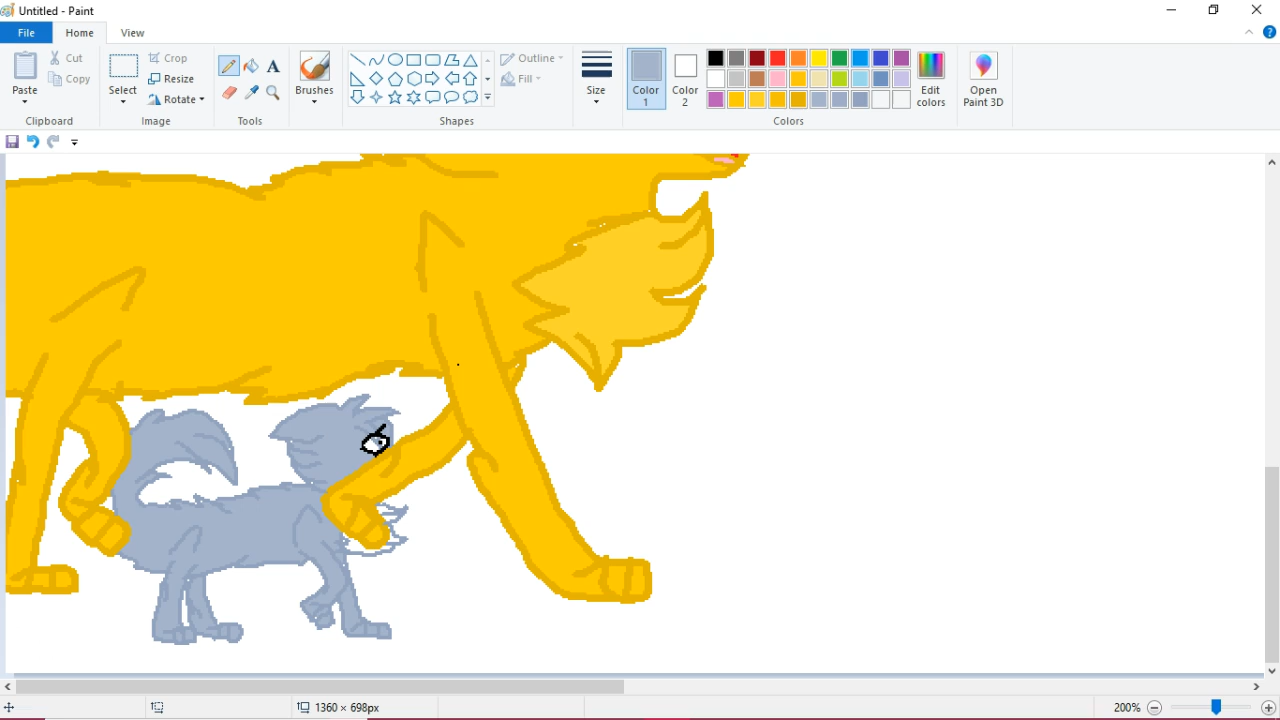 Untitled - Paint
File Home View
Paste Cut Copy Clipboard
Select Crop Resize Rotate Image
A Tools
Brushes
Outline Fill Shapes
Size
Color 1 Color 2 Edit colors Colors
Open Paint 3D
1360 × 698px 200%